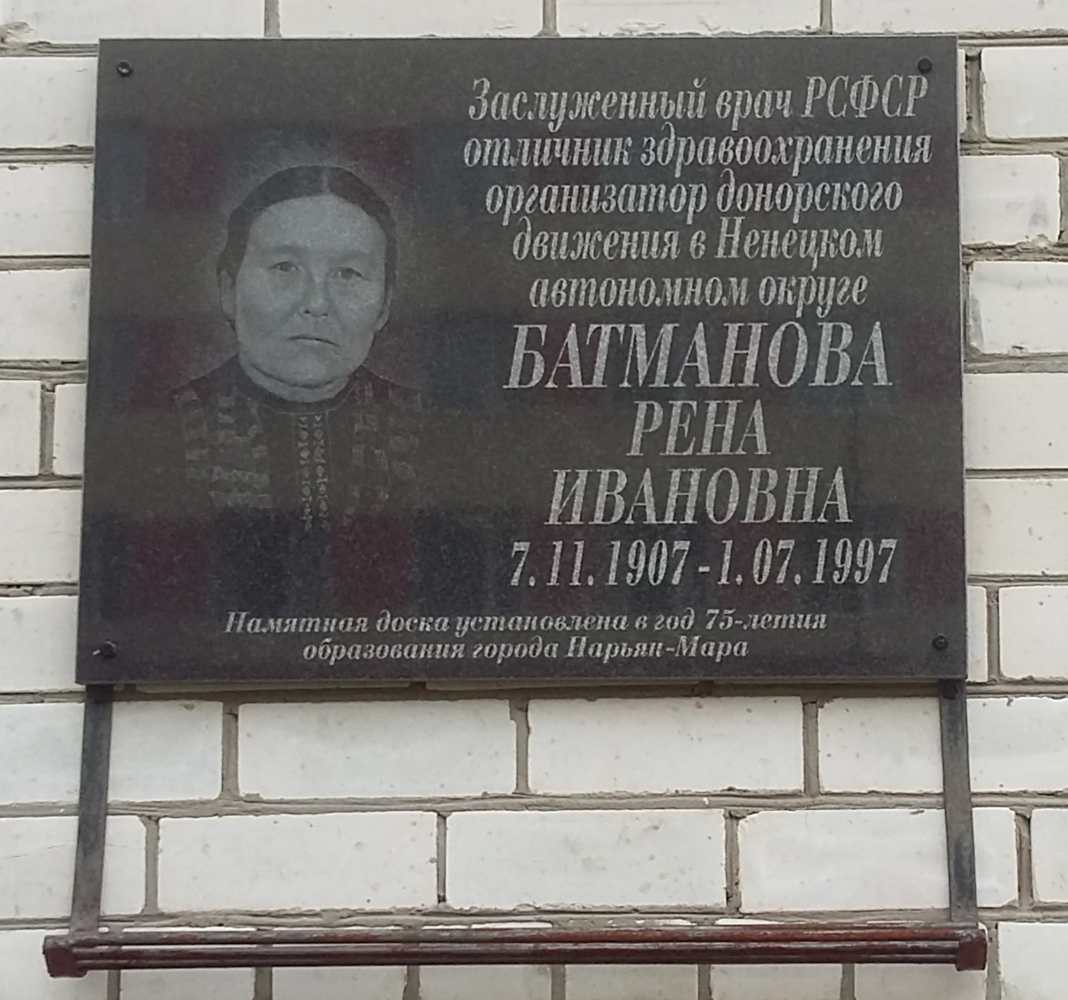 Заслуженный врач РСФСР
отличник здравоохранения
организатор донорского
движения в Ненецком
автономном округе
БАТМАНОВА
РЕНА
ИВАНОВНА
7.11.1907 - 1.07.1997
Памятная доска установлена в год 75-летия
образования города Нарьян-Мара